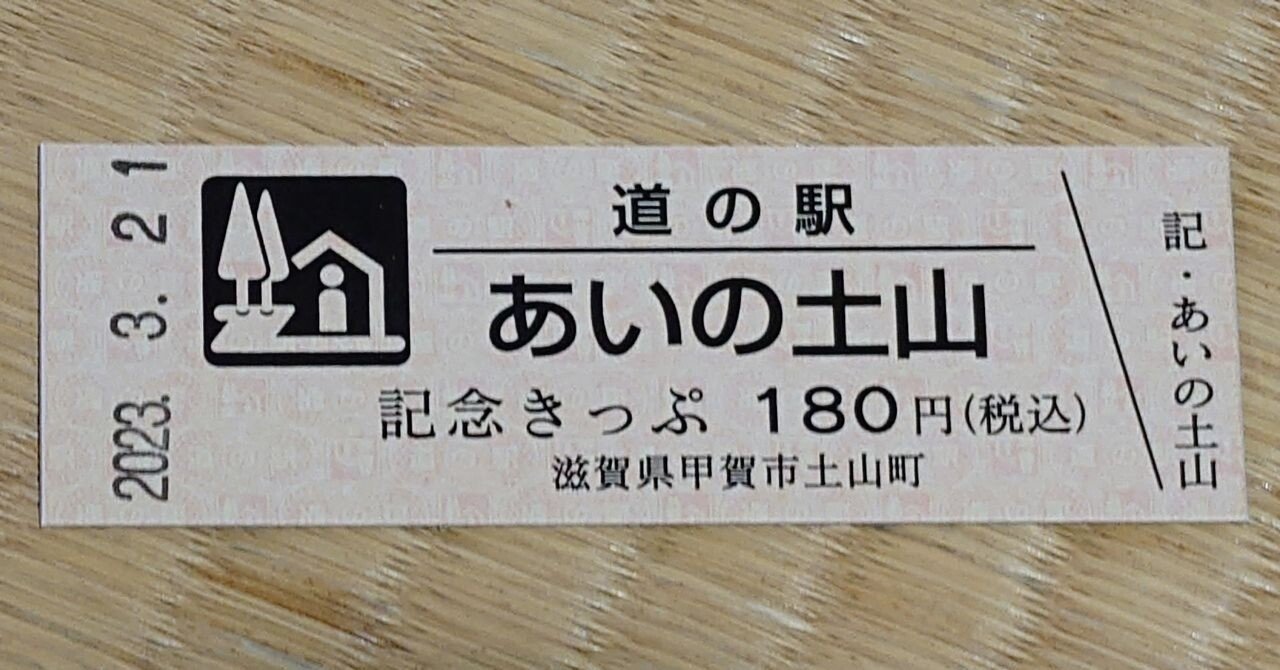 2023. 3. 21
道の駅
あいの土山
記念きっぷ 180円(税込)
滋賀県甲賀市土山町
記・あいの土山